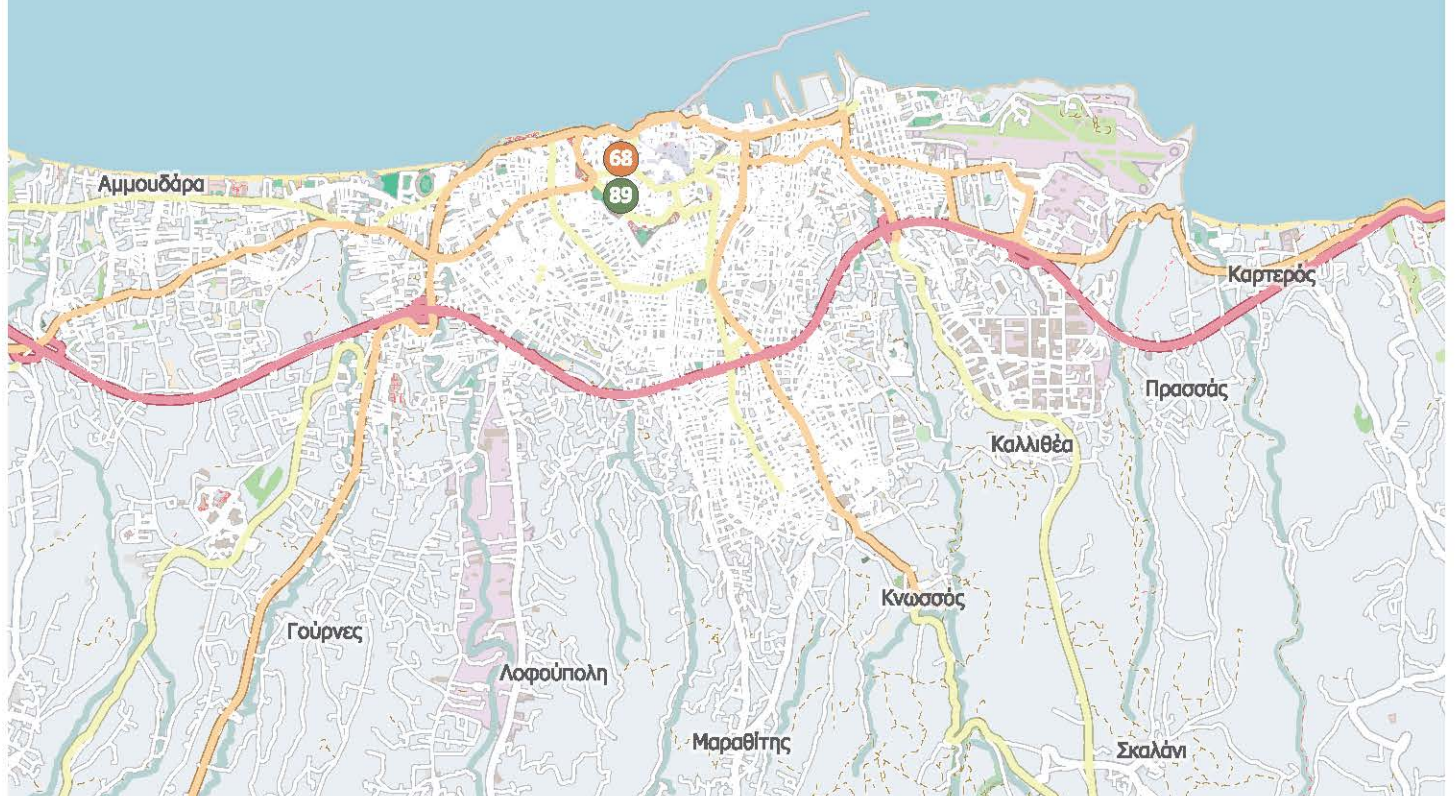 68
Αμμουδάρα
89
Καρτερός
Πρασσάς
Καλλιθέα
Κνωσσός
Γούρνες
Λοφούπολη
Μαραθίτης
Σκαλάνι